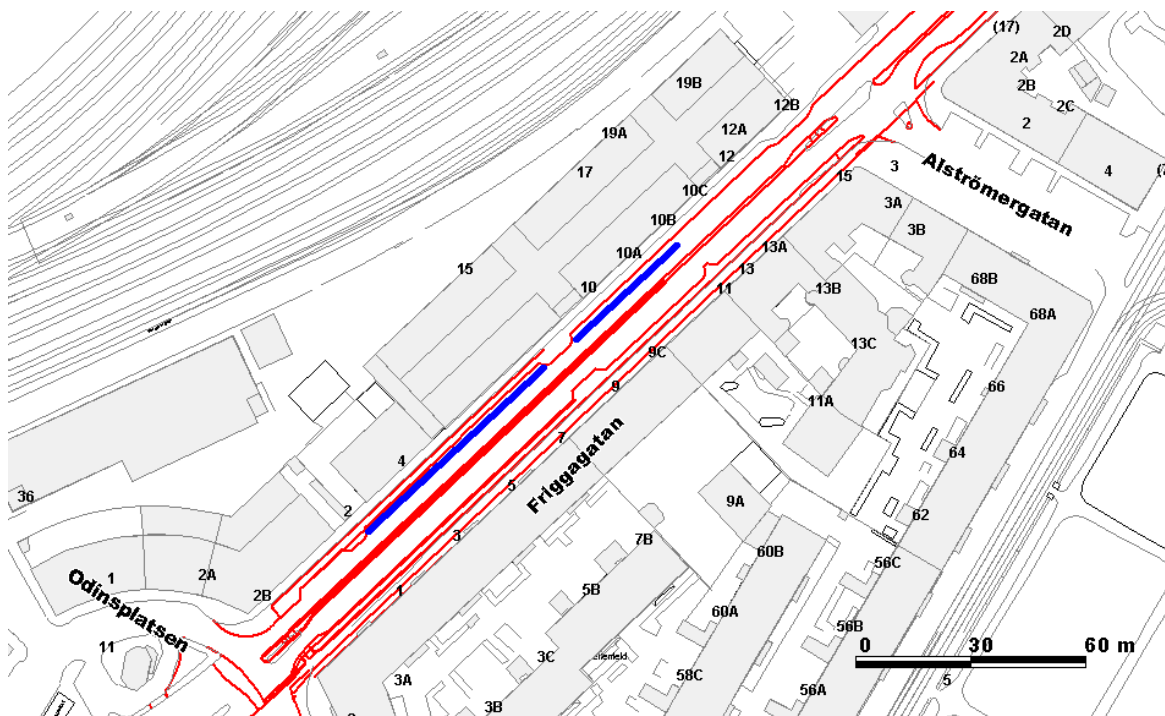 (17)
2D
2A
19B
2B
12B
2C
19A
12A
2
17
12
4
3
Alströmergatan
10C
15
3A
10B
3B
10A
13A
15
13
68B
10
11
13B
68A
13C
9C
66
9
11A
Friggagatan
7
4
64
5
9A
36
2
62
3
7B
60B
56C
Odinsplatsen
1
2A
5B
2B
1
60A
56B
0 30 60 m
11
3C
58C
5
3A
56A
3B